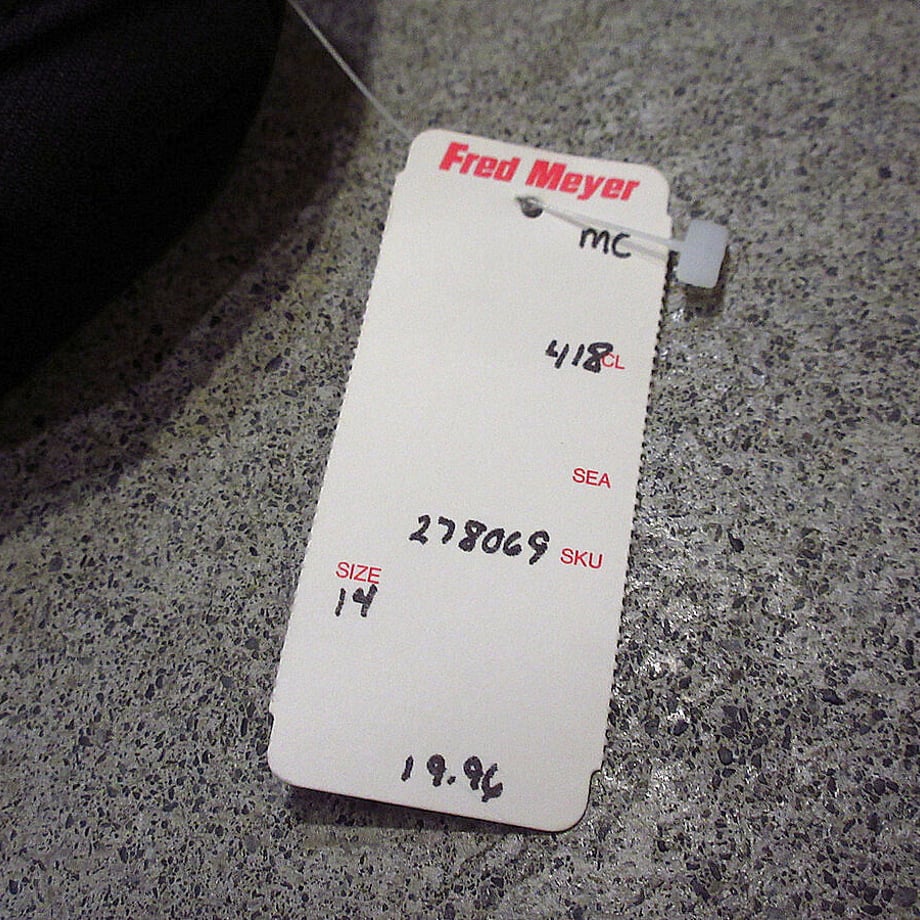 Fred Meyer
MC
418 CL
SEA
278069 SKU
SIZE
14
19.96